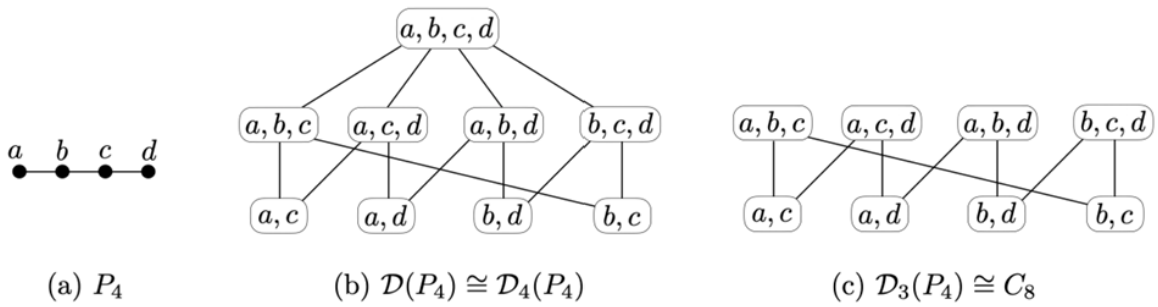 a, b, c, d
a, b, c a, c, d a, b, d b, c, d a, b, c a, c, d a, b, d b, c, d
a b c d
a, c a, d b, d b, c a, c a, d b, d b, c
(a) P₄ (b) 𝒟(P₄) ≅ 𝒟₄(P₄) (c) 𝒟₃(P₄) ≅ C₈